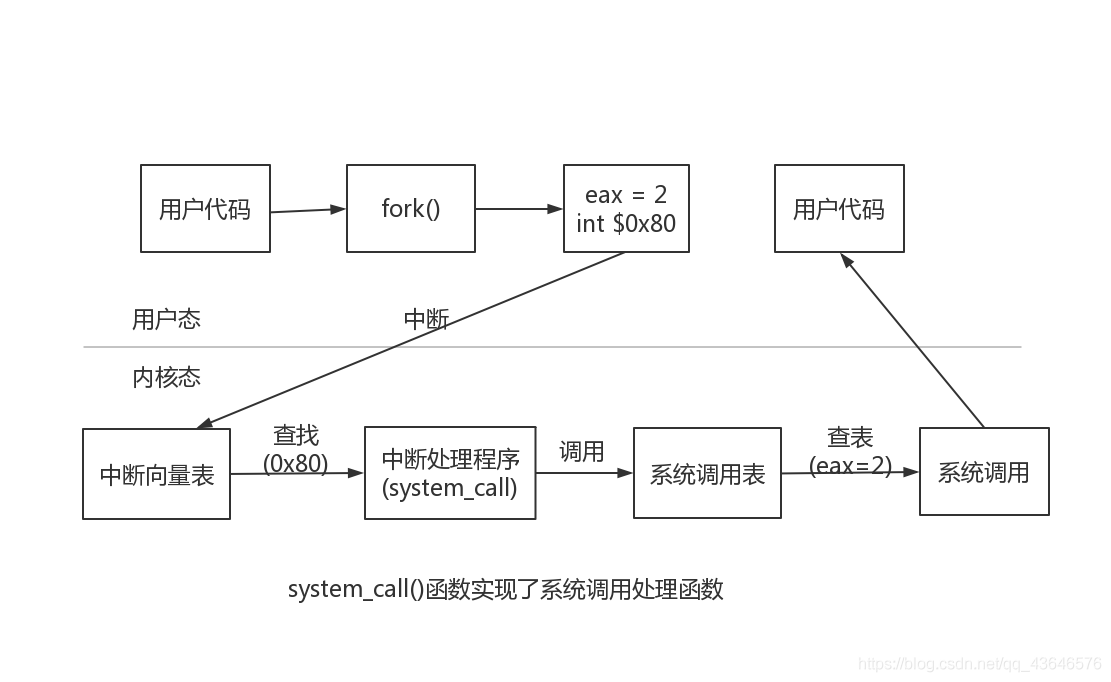 用户代码
fork()
eax = 2
int $0x80
用户代码
用户态
中断
内核态
中断向量表
查找
(0x80)
中断处理程序
(system_call)
调用
系统调用表
查表
(eax=2)
系统调用
system_call()函数实现了系统调用处理函数
https://blog.csdn.net/qq_43646576